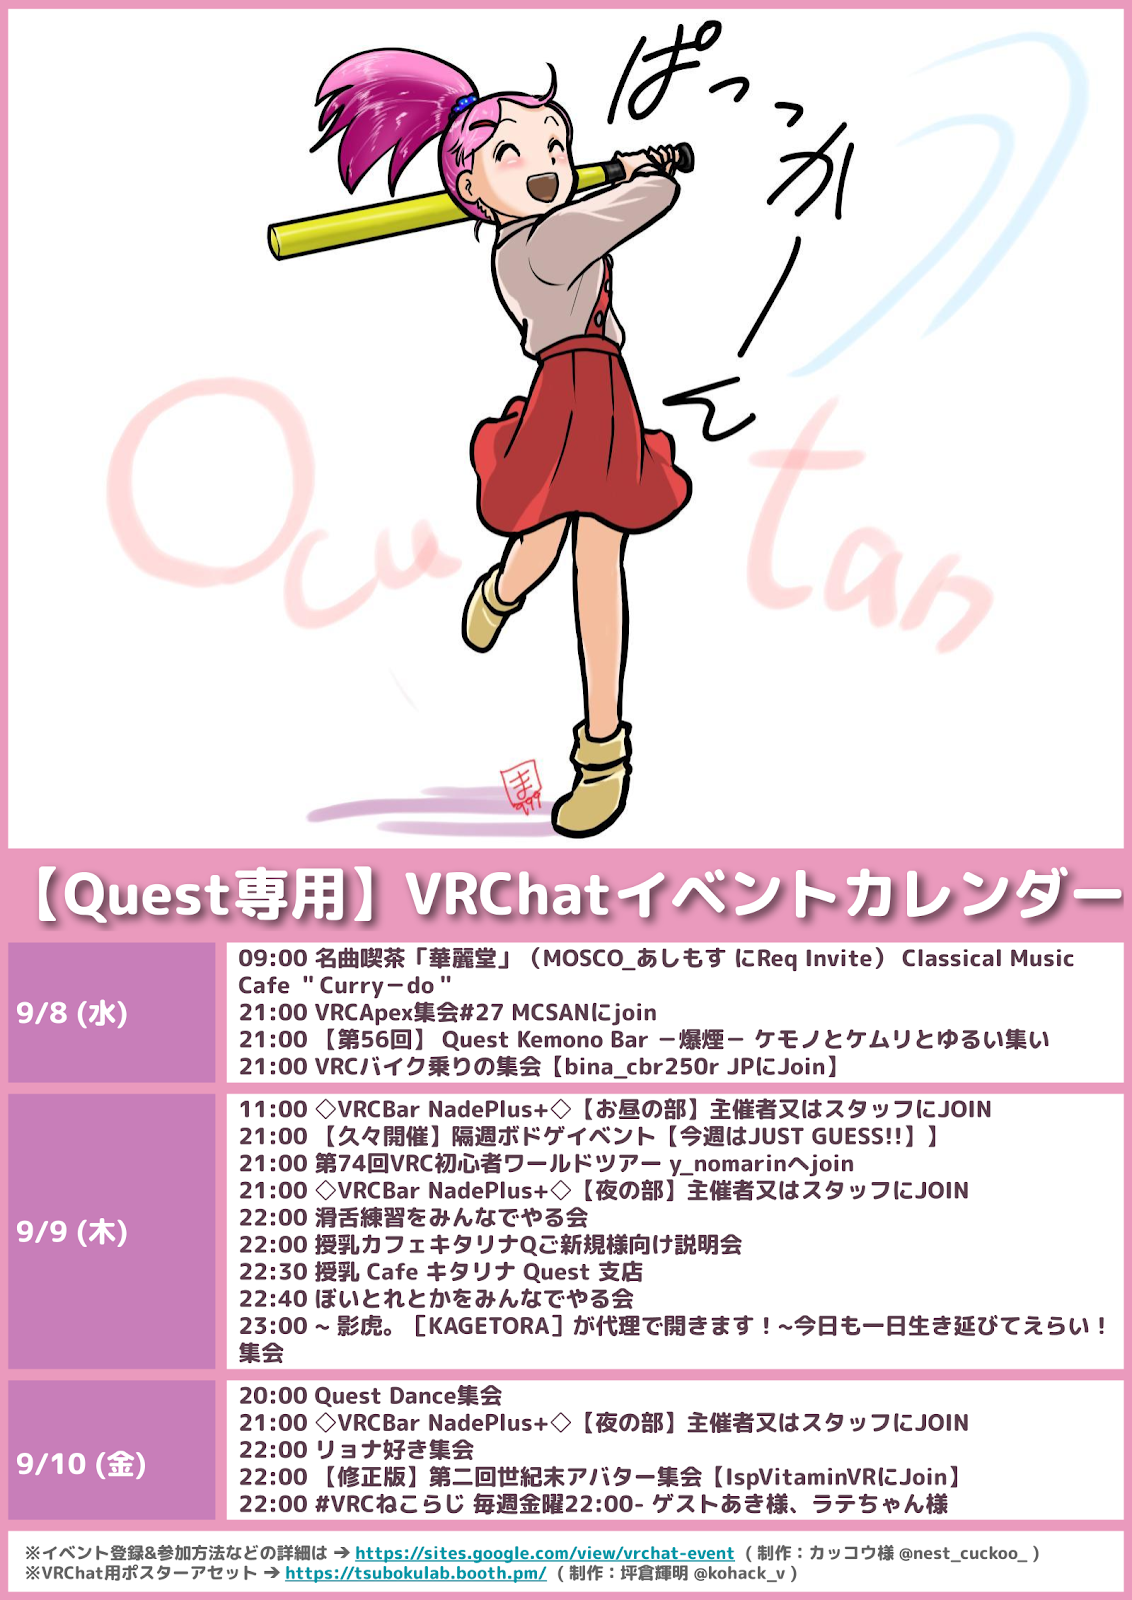 ぱっっかーん
Ocu tan
ま
999
【Quest専用】VRChatイベントカレンダー
9/8 (水)
09:00 名曲喫茶「華麗堂」（MOSCO_あしもす にReq Invite） Classical Music
Cafe ＂Curry－do＂
21:00 VRCApex集会#27 MCSANにjoin
21:00 【第56回】 Quest Kemono Bar －爆煙－ ケモノとケムリとゆるい集い
21:00 VRCバイク乗りの集会【bina_cbr250r JPにJoin】
9/9 (木)
11:00 ◇VRCBar NadePlus+◇【お昼の部】主催者又はスタッフにJOIN
21:00 【久々開催】隔週ボドゲイベント【今週はJUST GUESS!!】】
21:00 第74回VRC初心者ワールドツアー y_nomarinへjoin
21:00 ◇VRCBar NadePlus+◇【夜の部】主催者又はスタッフにJOIN
22:00 滑舌練習をみんなでやる会
22:00 授乳カフェキタリナQご新規様向け説明会
22:30 授乳 Cafe キタリナ Quest 支店
22:40 ぼいとれとかをみんなでやる会
23:00 ~ 影虎。［KAGETORA］が代理で開きます！~今日も一日生き延びてえらい！
集会
9/10 (金)
20:00 Quest Dance集会
21:00 ◇VRCBar NadePlus+◇【夜の部】主催者又はスタッフにJOIN
22:00 リョナ好き集会
22:00 【修正版】第二回世紀末アバター集会【IspVitaminVRにJoin】
22:00 #VRCねこらじ 毎週金曜22:00- ゲストあき様、ラテちゃん様
※イベント登録&参加方法などの詳細は ➔ https://sites.google.com/view/vrchat-event （制作：カッコウ様 @nest_cuckoo_ ）
※VRChat用ポスターアセット ➔ https://tsubokulab.booth.pm/ （制作：坪倉輝明 @kohack_v）